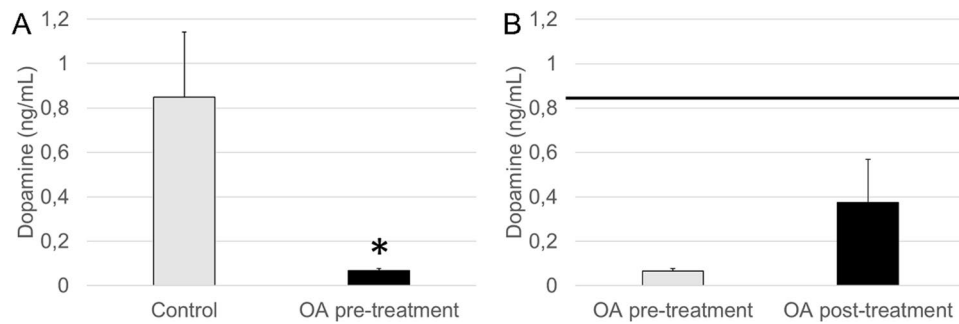 A
Dopamine (ng/mL)
1,2
1
0,8
0,6
0,4
0,2
0
*
Control
OA pre-treatment
B
Dopamine (ng/mL)
1,2
1
0,8
0,6
0,4
0,2
0
OA pre-treatment
OA post-treatment